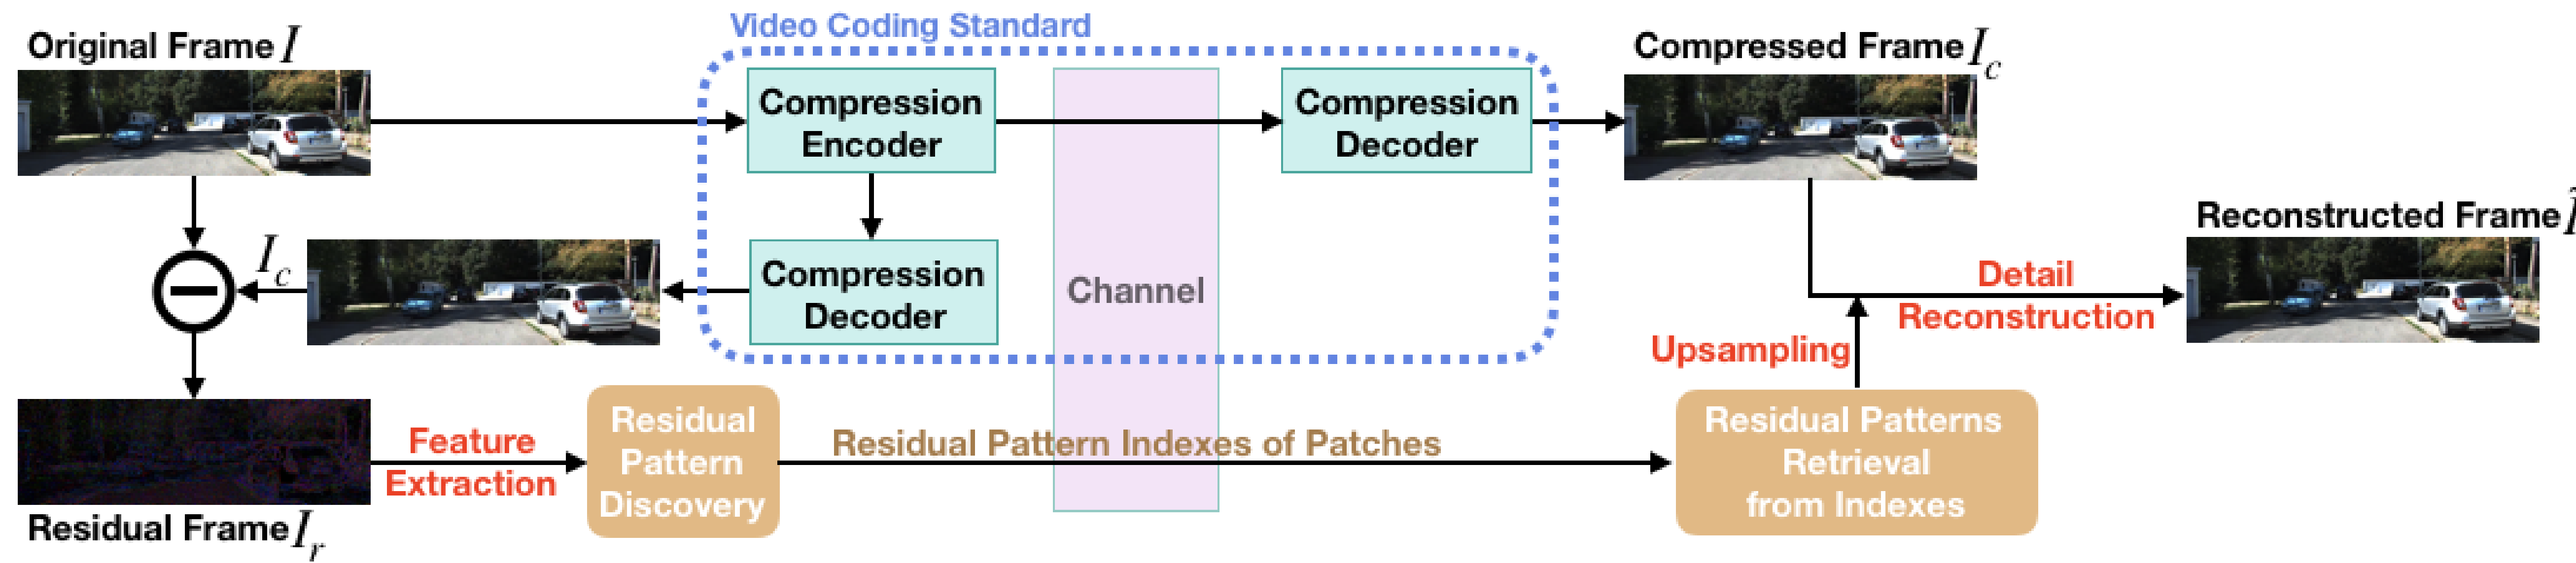 Video Coding Standard
Original Frame I
Compressed Frame I_c
Compression
Encoder
Compression
Decoder
Reconstructed Frame
I_c
Compression
Decoder
Channel
Detail
Reconstruction
Upsampling
Feature
Extraction
Residual
Pattern
Discovery
Residual Pattern Indexes of Patches
Residual Patterns
Retrieval
from Indexes
Residual Frame I_r